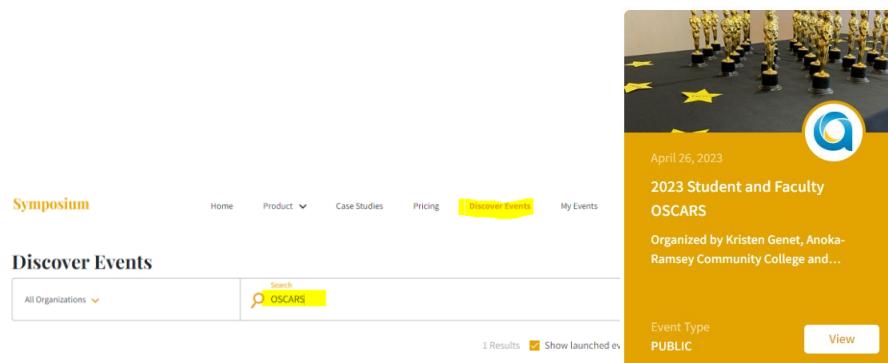 Symposium
Home Product Case Studies Pricing Discover Events My Events
Discover Events
All Organizations
Search
OSCARS
1 Results Show launched ev
April 26, 2023
2023 Student and Faculty
OSCARS
Organized by Kristen Genet, Anoka-
Ramsey Community College and...
Event Type
PUBLIC
View